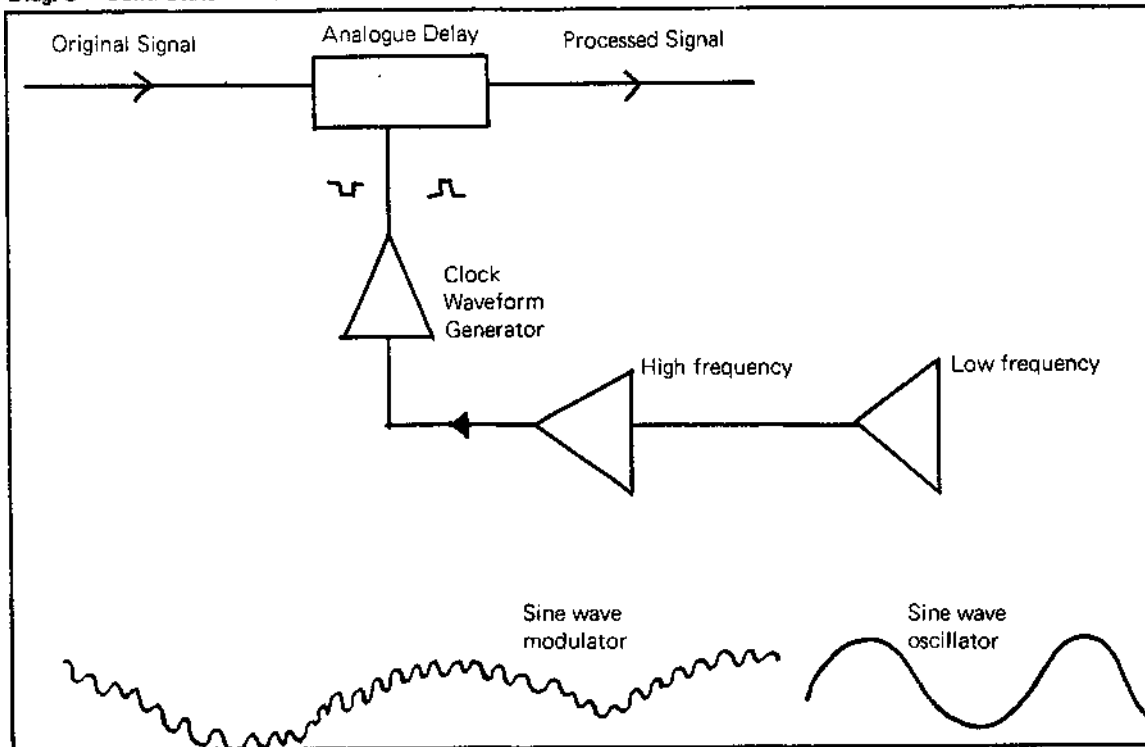 Original Signal
Analogue Delay
Processed Signal
Clock
Waveform
Generator
High frequency
Low frequency
Sine wave
modulator
Sine wave
oscillator